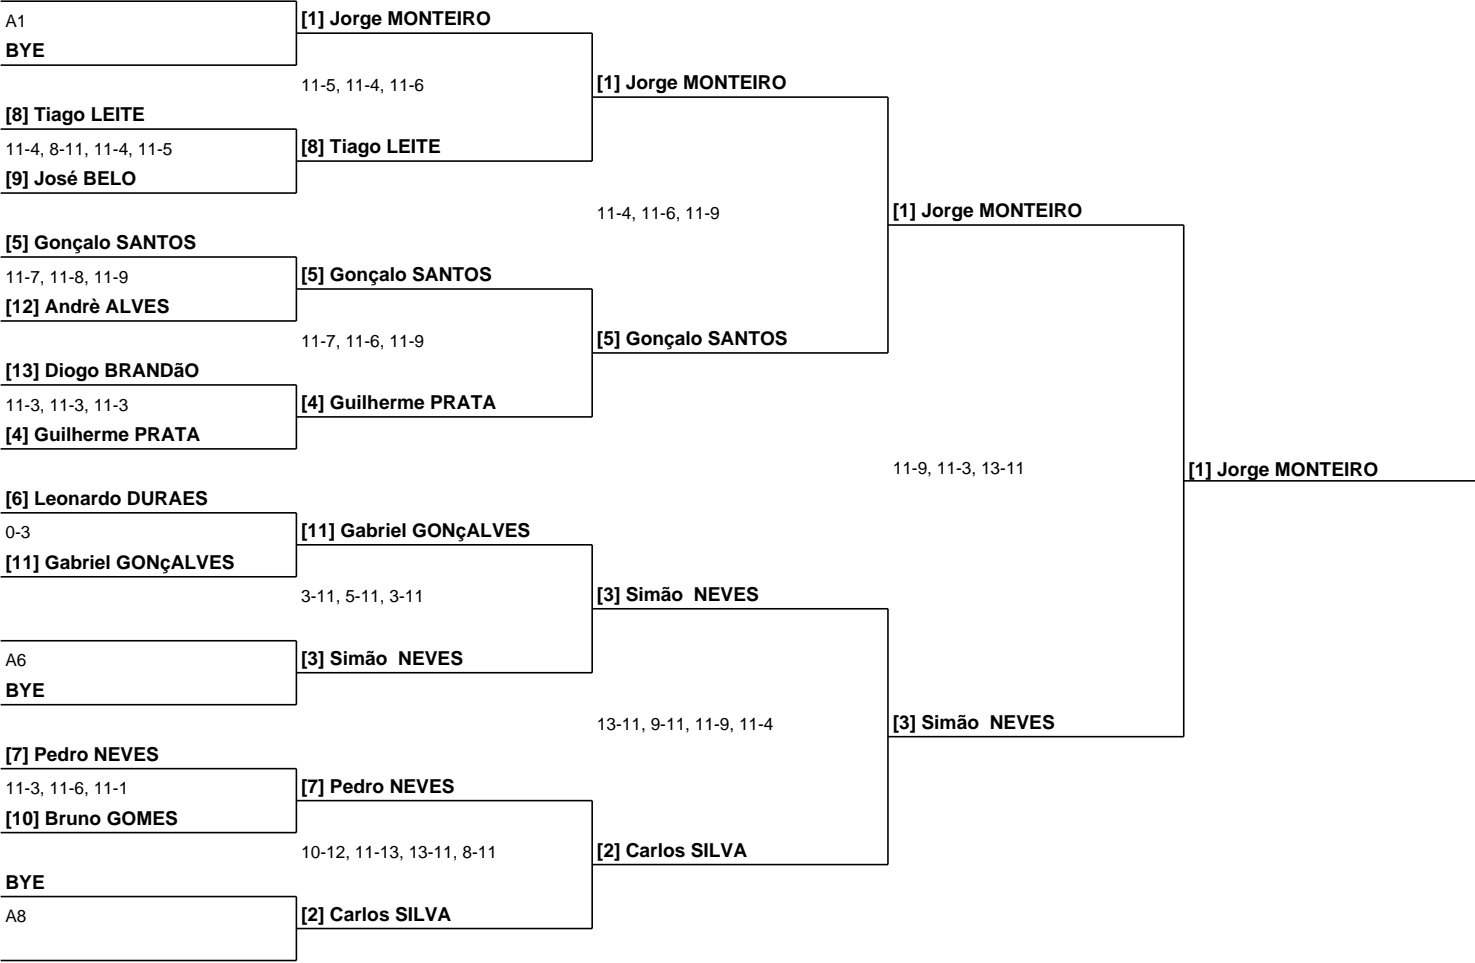 A1
BYE
[1] Jorge MONTEIRO
11-5, 11-4, 11-6
[8] Tiago LEITE
11-4, 8-11, 11-4, 11-5
[9] José BELO
[8] Tiago LEITE
[1] Jorge MONTEIRO
11-4, 11-6, 11-9
[5] Gonçalo SANTOS
11-7, 11-8, 11-9
[12] Andrè ALVES
[5] Gonçalo SANTOS
11-7, 11-6, 11-9
[13] Diogo BRANDãO
11-3, 11-3, 11-3
[4] Guilherme PRATA
[4] Guilherme PRATA
[5] Gonçalo SANTOS
[1] Jorge MONTEIRO
11-9, 11-3, 13-11
[1] Jorge MONTEIRO
[6] Leonardo DURAES
0-3
[11] Gabriel GONçALVES
[11] Gabriel GONçALVES
3-11, 5-11, 3-11
A6
BYE
[3] Simão  NEVES
[3] Simão  NEVES
13-11, 9-11, 11-9, 11-4
[3] Simão  NEVES
[7] Pedro NEVES
11-3, 11-6, 11-1
[10] Bruno GOMES
[7] Pedro NEVES
10-12, 11-13, 13-11, 8-11
[2] Carlos SILVA
BYE
A8
[2] Carlos SILVA